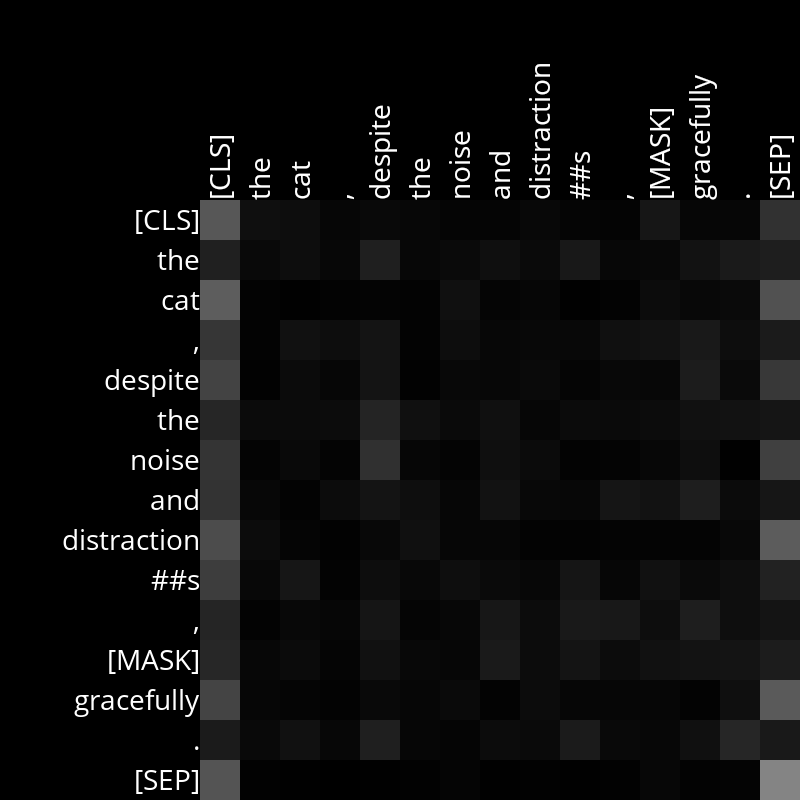 [CLS]
the
cat
,
despite
the
noise
and
distraction
##s
,
[MASK]
gracefully
.
[SEP]
[CLS]
the
cat
,
despite
the
noise
and
distraction
##s
,
[MASK]
gracefully
.
[SEP]